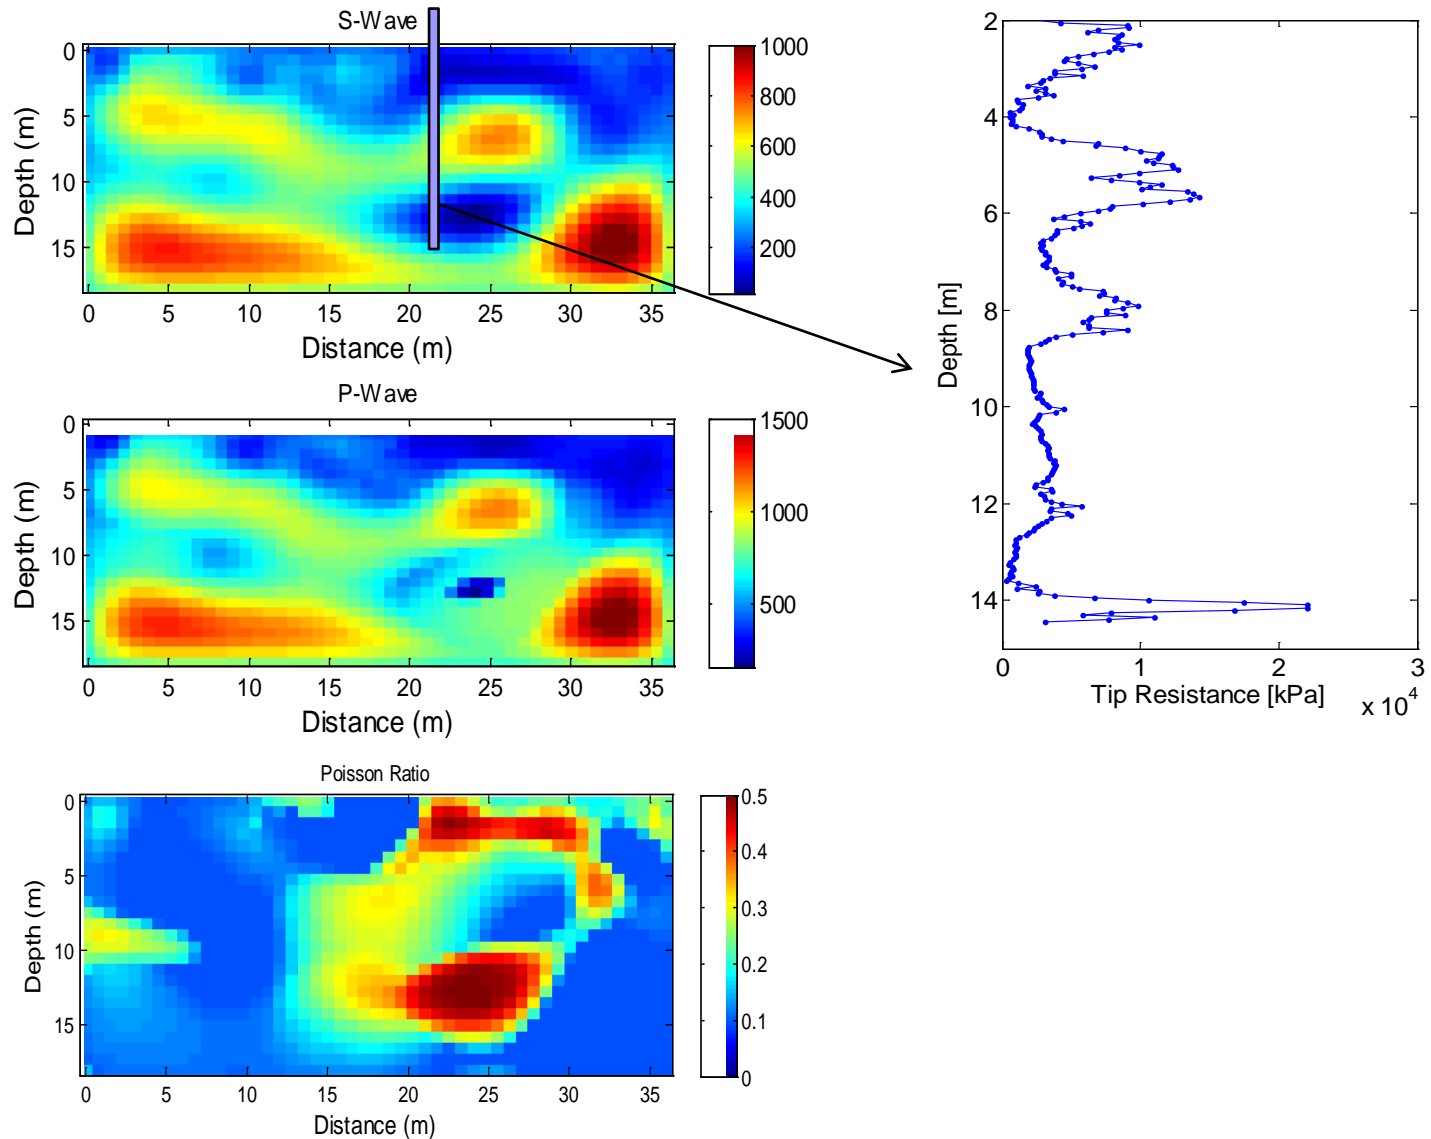 S-Wave
0
5
10
15
Depth (m)
0 5 10 15 20 25 30 35
Distance (m)
1000
800
600
400
200
P-Wave
0
5
10
15
Depth (m)
0 5 10 15 20 25 30 35
Distance (m)
1500
1000
500
Poisson Ratio
0
5
10
15
Depth (m)
0 5 10 15 20 25 30 35
Distance (m)
0.5
0.4
0.3
0.2
0.1
0
2
4
6
8
10
12
14
Depth [m]
0 1 2 3
Tip Resistance [kPa]
x 10^4